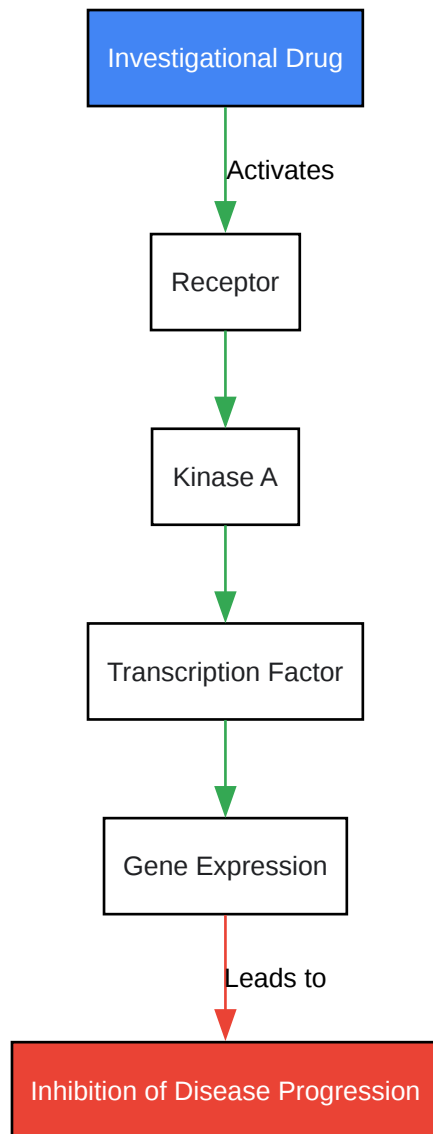 Investigational Drug
Activates
Receptor
Kinase A
Transcription Factor
Gene Expression
Leads to
Inhibition of Disease Progression